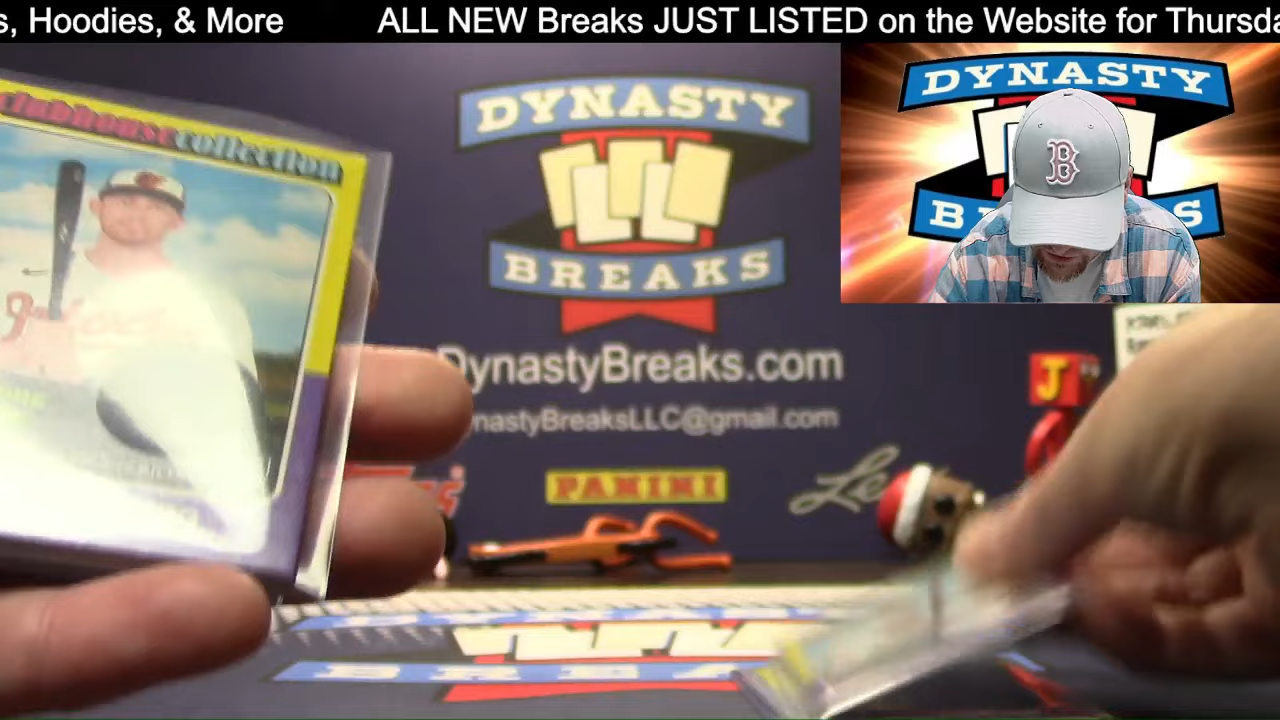 s, Hoodies, & More ALL NEW Breaks JUST LISTED on the Website for Thursda
clubhouse collection
DYNASTY
BREAKS
DynastyBreaks.com
nastyBreaksLLC@gmail.com
PANINI
Le
J
DYNASTY
B S
B